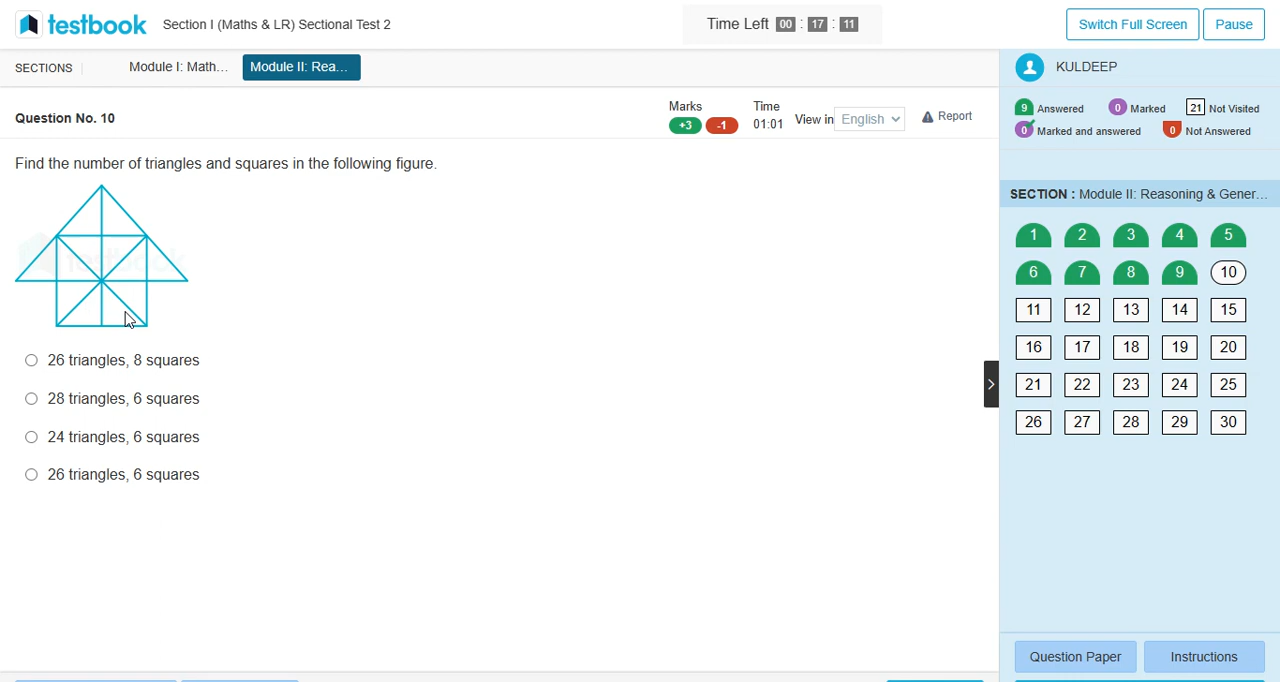 testbook Section I (Maths & LR) Sectional Test 2 Time Left 00 : 17 : 11 Switch Full Screen Pause
SECTIONS Module I: Math... Module II: Rea...
KULDEEP
Question No. 10
Marks
+3 -1
Time
01:01
View in English
Report
9 Answered 0 Marked 21 Not Visited
0 Marked and answered 0 Not Answered
Find the number of triangles and squares in the following figure.
26 triangles, 8 squares
28 triangles, 6 squares
24 triangles, 6 squares
26 triangles, 6 squares
SECTION : Module II: Reasoning & Gener...
1 2 3 4 5
6 7 8 9 10
11 12 13 14 15
16 17 18 19 20
21 22 23 24 25
26 27 28 29 30
Question Paper Instructions